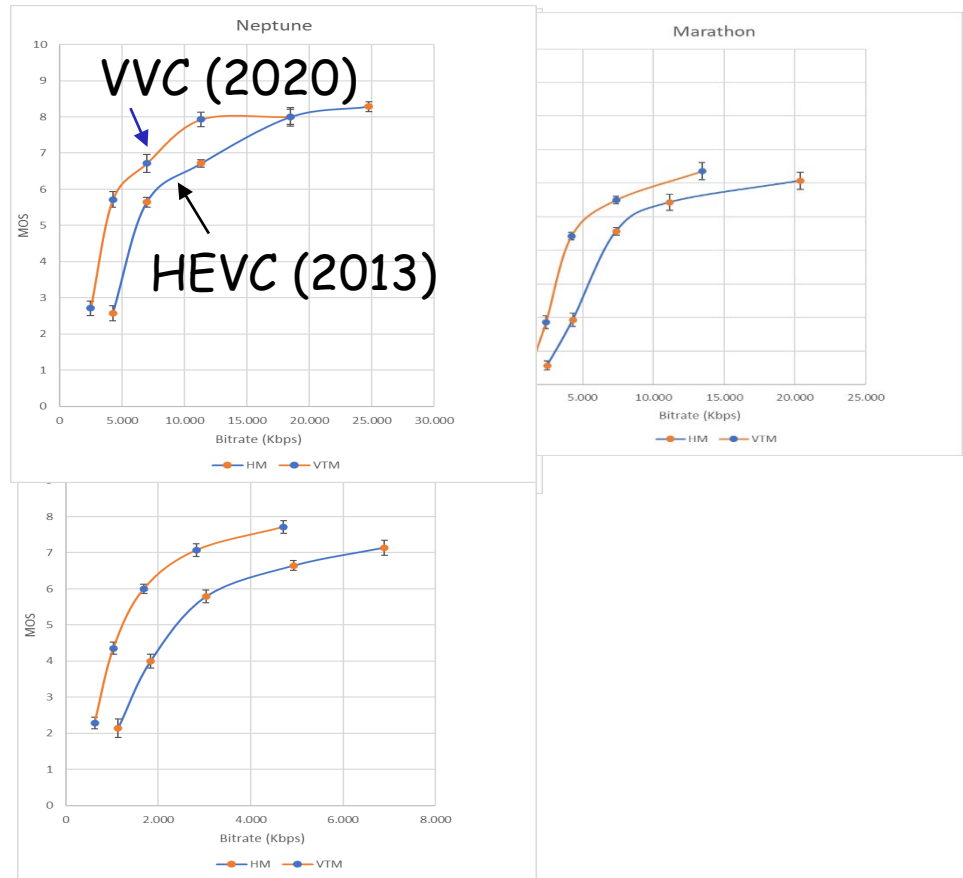 Neptune
10
9
8
7
6
5
4
3
2
1
0
MOS
VVC (2020)
HEVC (2013)
0 5.000 10.000 15.000 20.000 25.000 30.000
Bitrate (Kbps)
HM VTM
Marathon
5.000 10.000 15.000 20.000 25.000
Bitrate (Kbps)
HM VTM
8
7
6
5
4
3
2
1
0
MOS
0 2.000 4.000 6.000 8.000
Bitrate (Kbps)
HM VTM